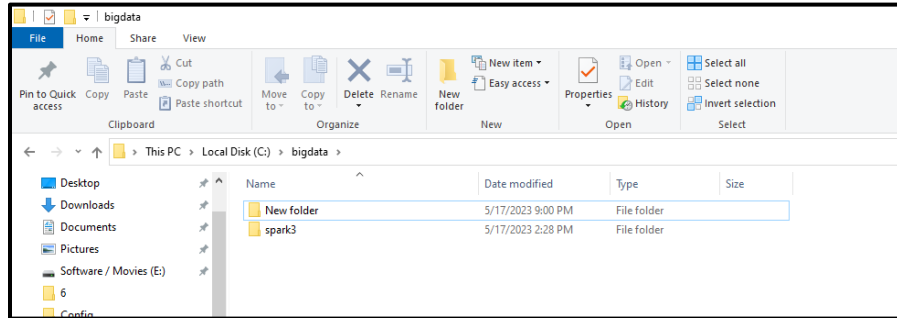 bigdata
File Home Share View
Pin to Quick access
Copy
Paste
Cut
Copy path
Paste shortcut
Move to
Copy to
Delete
Rename
New folder
New item
Easy access
Properties
Open
Edit
History
Select all
Select none
Invert selection
Clipboard Organize New Open Select
This PC > Local Disk (C:) > bigdata >
Desktop
Downloads
Documents
Pictures
Software / Movies (E:)
6
Config
Name Date modified Type Size
New folder 5/17/2023 9:00 PM File folder
spark3 5/17/2023 2:28 PM File folder